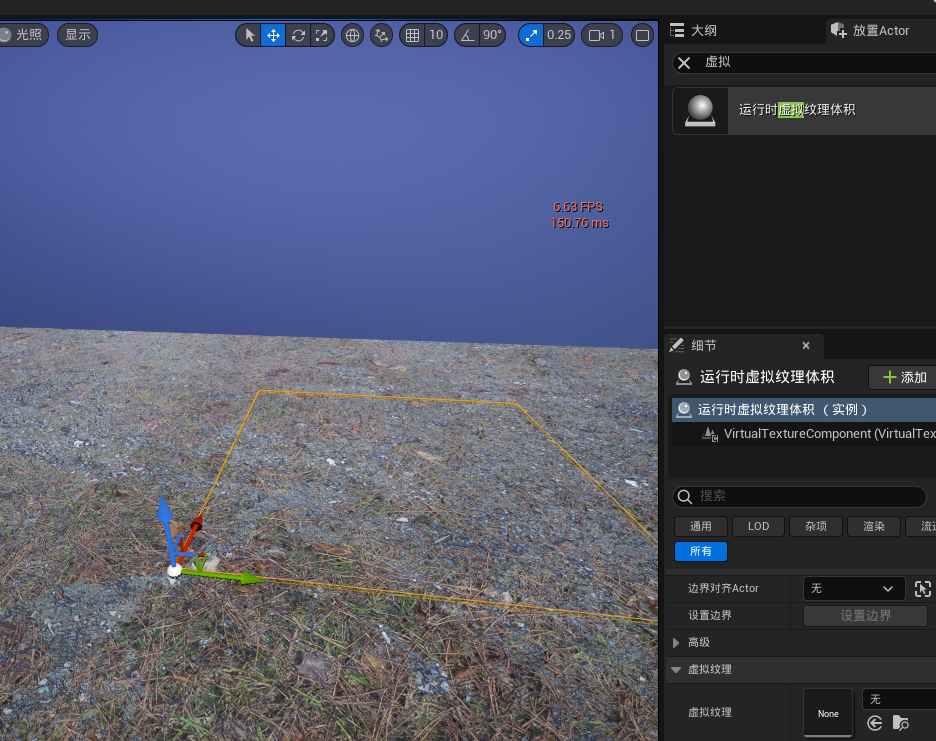 光照
显示
10
90°
0.25
1
大纲
放置Actor
虚拟
运行时虚拟纹理体积
6.63 FPS
150.76 ms
细节
运行时虚拟纹理体积
添加
运行时虚拟纹理体积 （实例）
VirtualTextureComponent (VirtualTex
搜索
通用
LOD
杂项
渲染
流送
所有
边界对齐Actor
无
设置边界
设置边界
高级
虚拟纹理
虚拟纹理
None
无